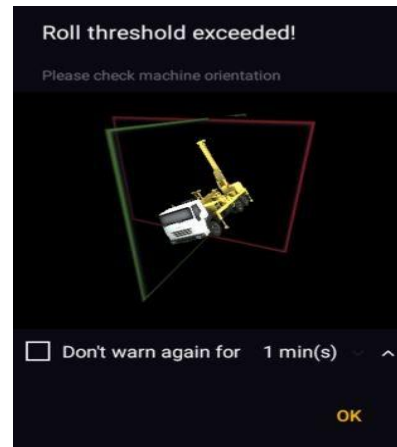 Roll threshold exceeded!
Please check machine orientation
Don't warn again for 1 min(s)
OK